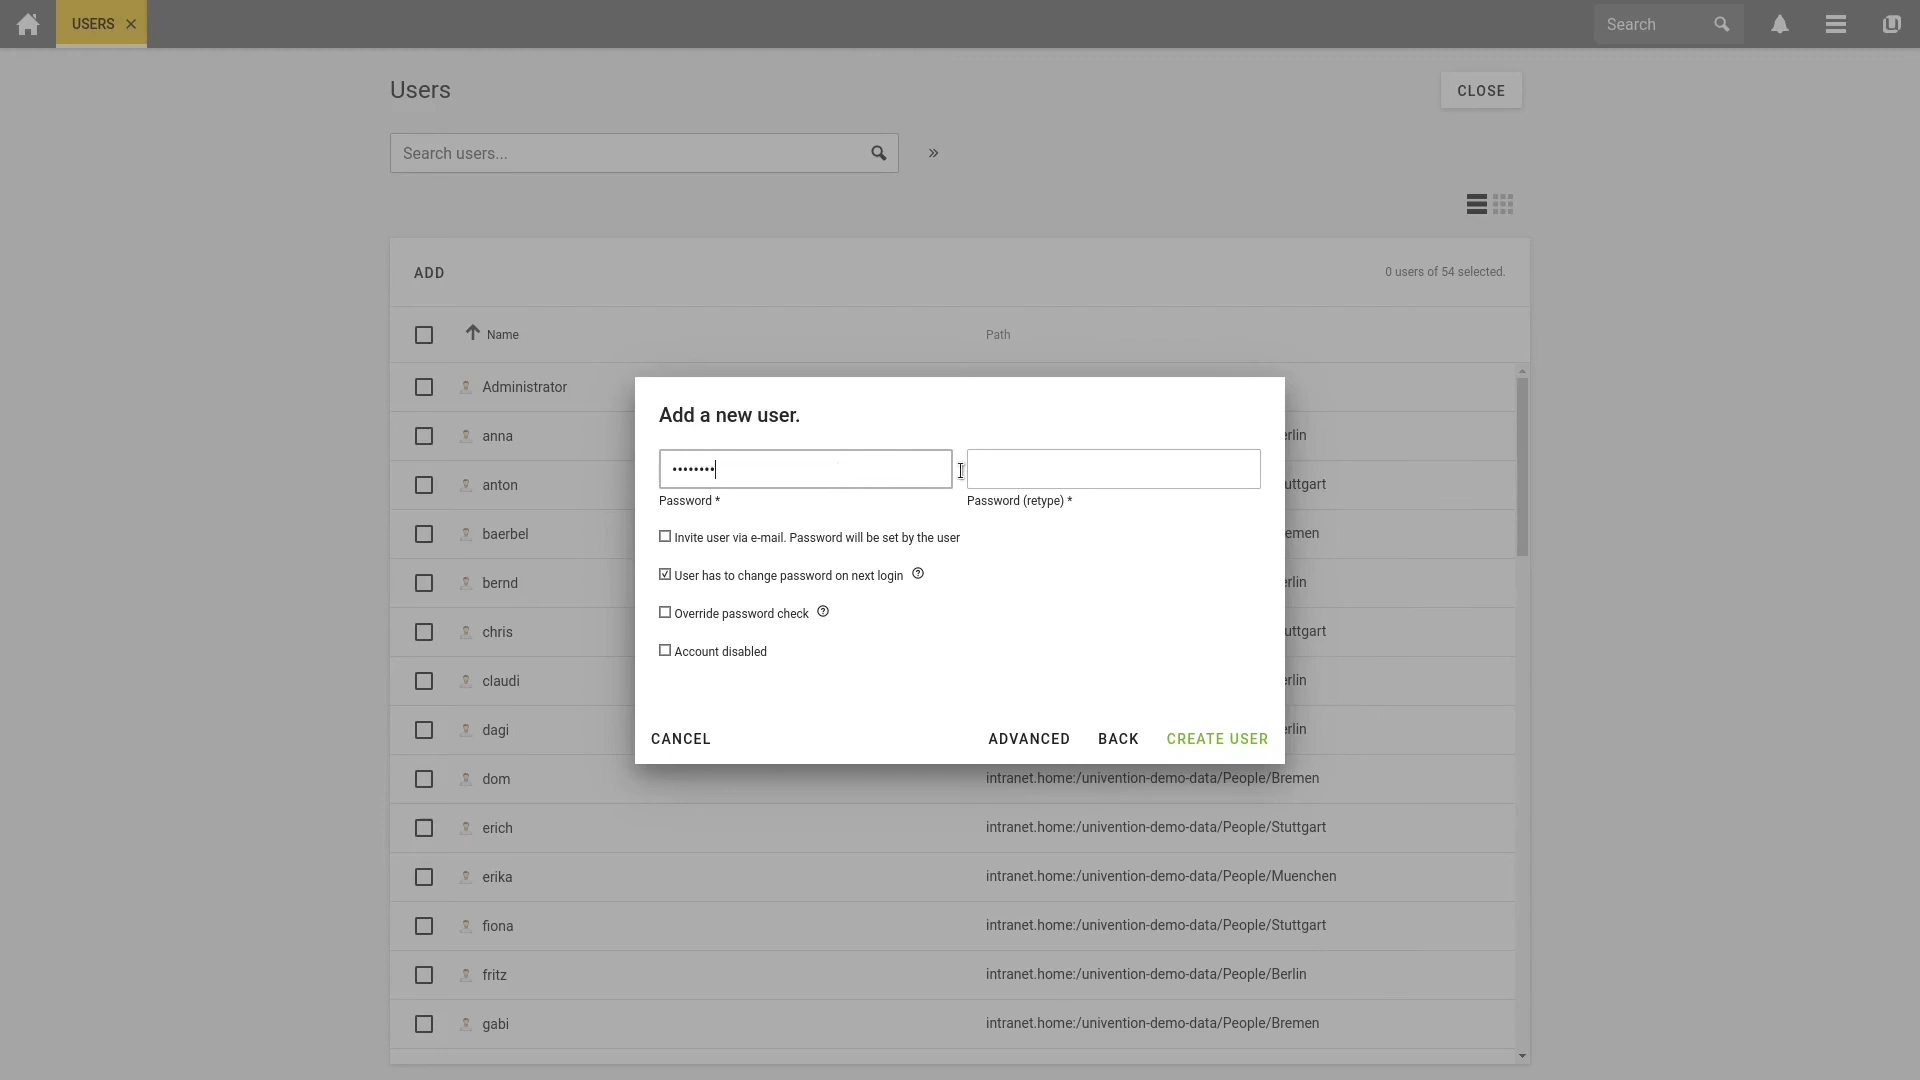 USERS
Search
Users
CLOSE
Search users...
ADD
0 users of 54 selected.
Name Path
Administrator
anna erlin
anton uttgart
baerbel emen
bernd erlin
chris uttgart
claudi erlin
dagi erlin
Add a new user.
••••••••
Password * Password (retype) *
Invite user via e-mail. Password will be set by the user
User has to change password on next login
Override password check
Account disabled
CANCEL ADVANCED BACK CREATE USER
dom intranet.home:/univention-demo-data/People/Bremen
erich intranet.home:/univention-demo-data/People/Stuttgart
erika intranet.home:/univention-demo-data/People/Muenchen
fiona intranet.home:/univention-demo-data/People/Stuttgart
fritz intranet.home:/univention-demo-data/People/Berlin
gabi intranet.home:/univention-demo-data/People/Bremen